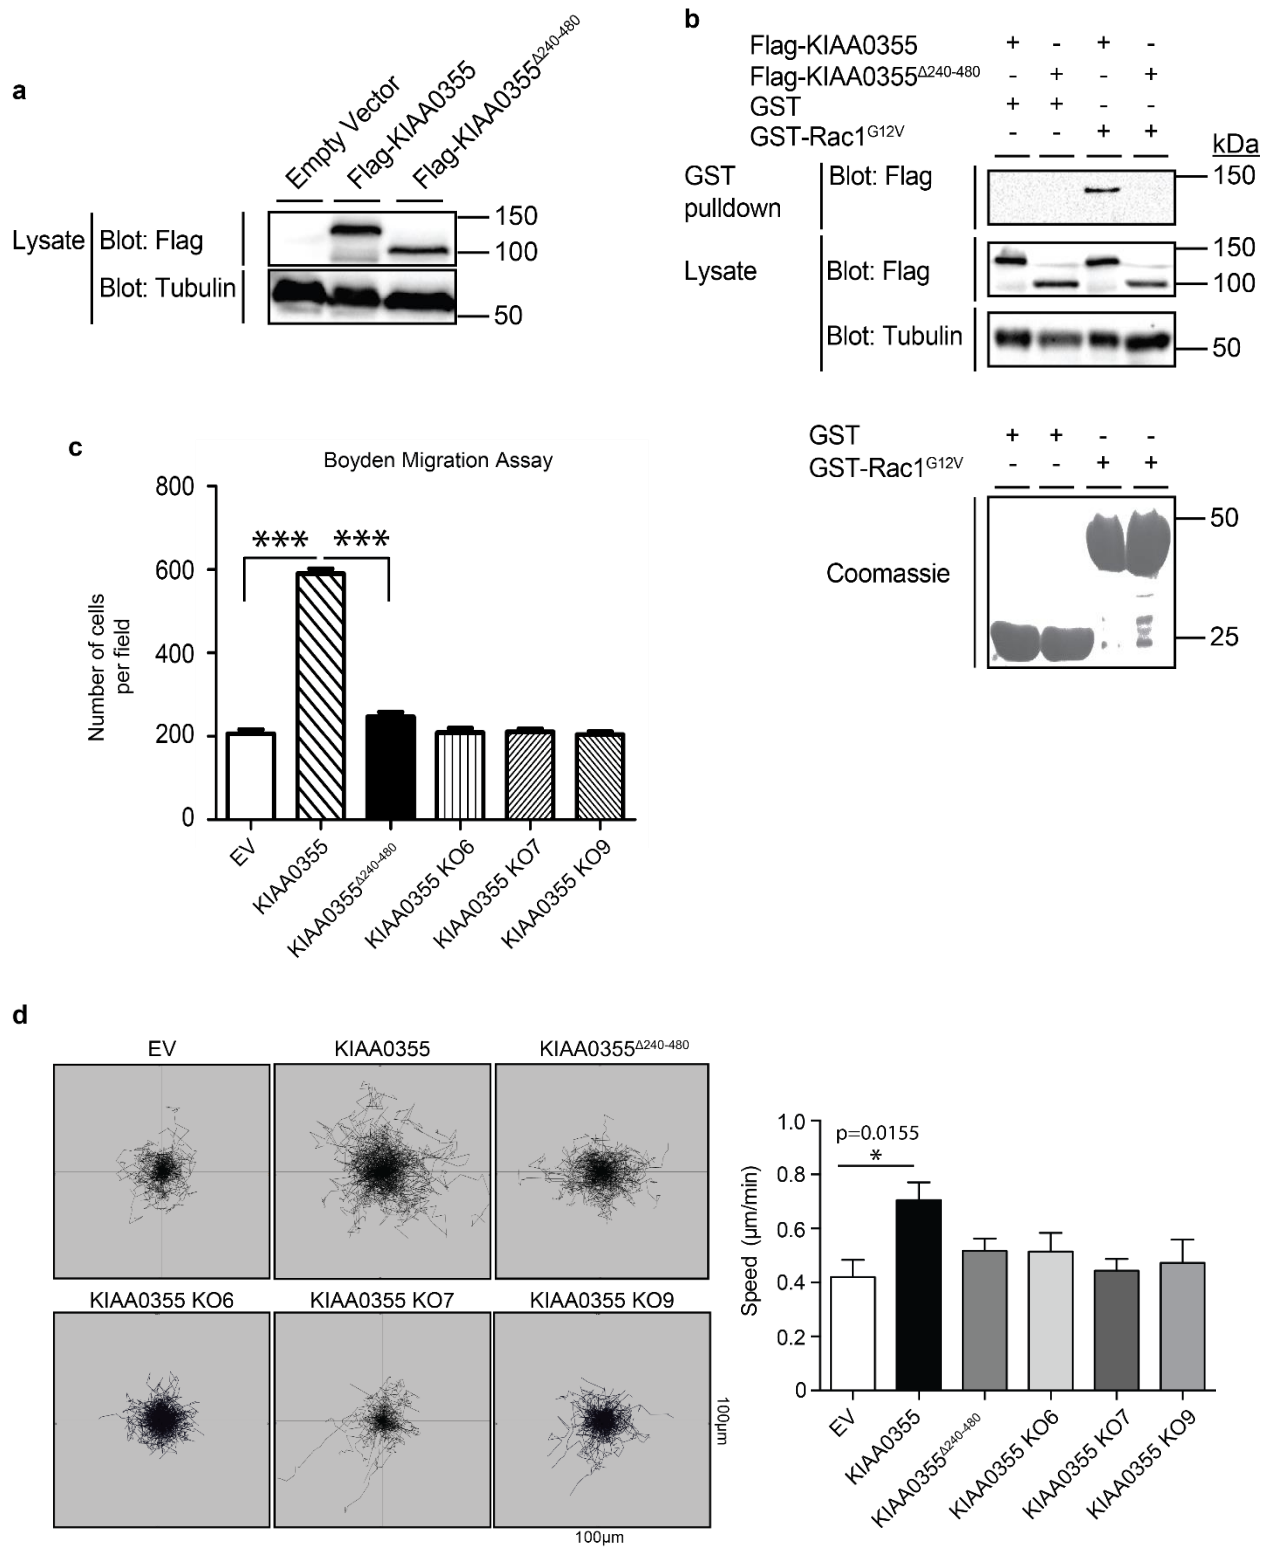 a
Empty Vector
Flag-KIAA0355
Flag-KIAA0355Δ240-480
Lysate
Blot: Flag
150
100
Blot: Tubulin
50
b
Flag-KIAA0355 + - + -
Flag-KIAA0355Δ240-480 - + - +
GST + + - -
GST-Rac1G12V - - + +
kDa
GST
pulldown
Blot: Flag
150
Lysate
Blot: Flag
150
100
Blot: Tubulin
50
GST + + - -
GST-Rac1G12V - - + +
Coomassie
50
25
c
Boyden Migration Assay
Number of cells
per field
800
600
400
200
0
*** ***
EV
KIAA0355
KIAA0355Δ240-480
KIAA0355 KO6
KIAA0355 KO7
KIAA0355 KO9
d
EV
KIAA0355
KIAA0355Δ240-480
KIAA0355 KO6
KIAA0355 KO7
KIAA0355 KO9
100µm
100µm
Speed (µm/min)
1.0
0.8
0.6
0.4
0.2
0
p=0.0155
*
EV
KIAA0355
KIAA0355Δ240-480
KIAA0355 KO6
KIAA0355 KO7
KIAA0355 KO9